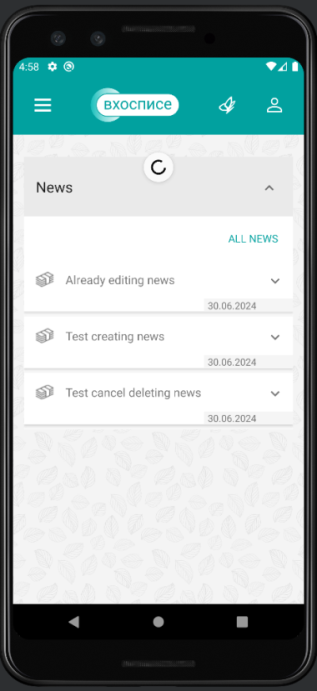 4:58
вхосписе
News
ALL NEWS
Already editing news
30.06.2024
Test creating news
30.06.2024
Test cancel deleting news
30.06.2024